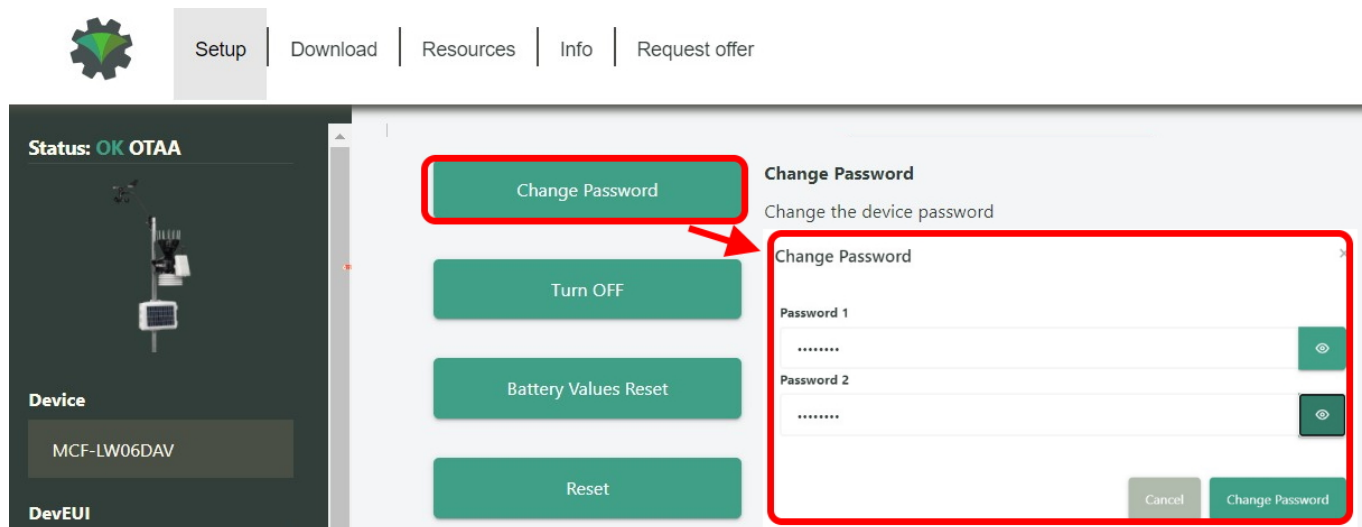 Setup
Download
Resources
Info
Request offer
Status: OK OTAA
Device
MCF-LW06DAV
DevEUI
Change Password
Turn OFF
Battery Values Reset
Reset
Change Password
Change the device password
Change Password
Password 1
••••••••
Password 2
••••••••
Cancel
Change Password